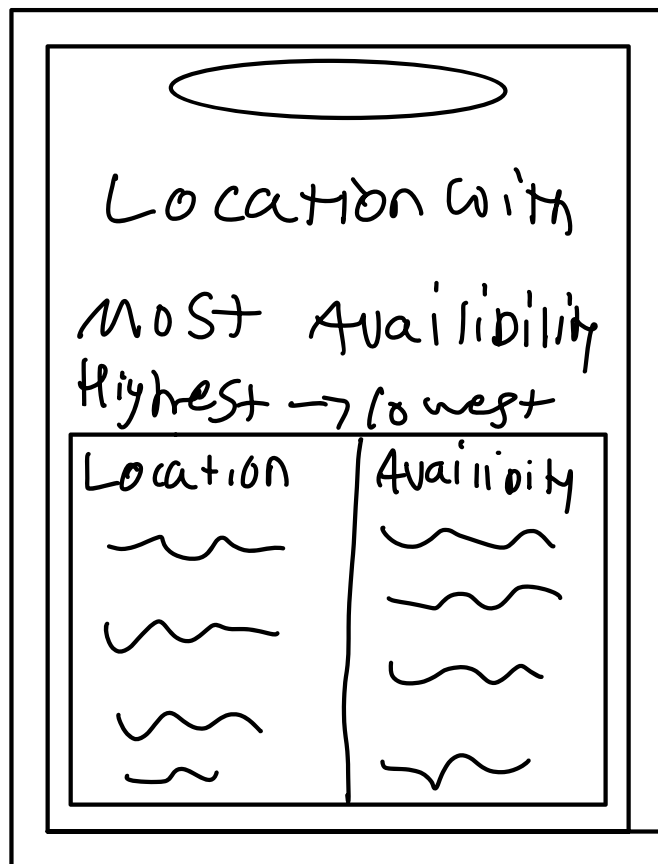 Location with
Most Availibility
Highest → lowest
Location
Availibity